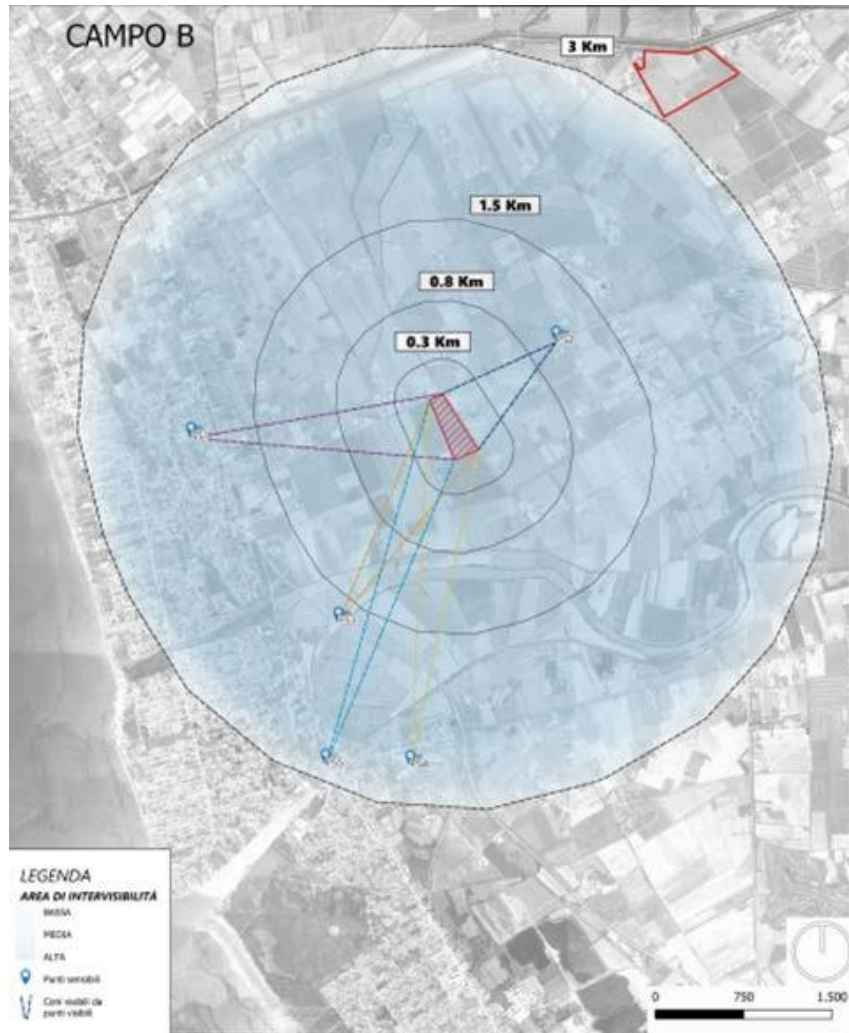 CAMPO B
3 Km
1.5 Km
0.8 Km
0.3 Km
LEGENDA
AREA DI INTERVISIBILITÀ
BASSA
MEDIA
ALTA
Punti sensibili
Coni visibili da
punti visibili
0 750 1.500